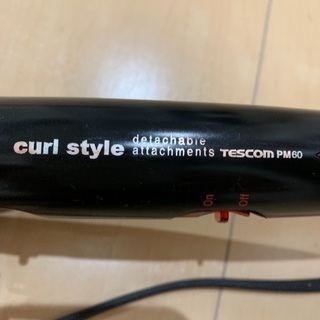 curl style detachable attachments TESCOM PM60
On
Off